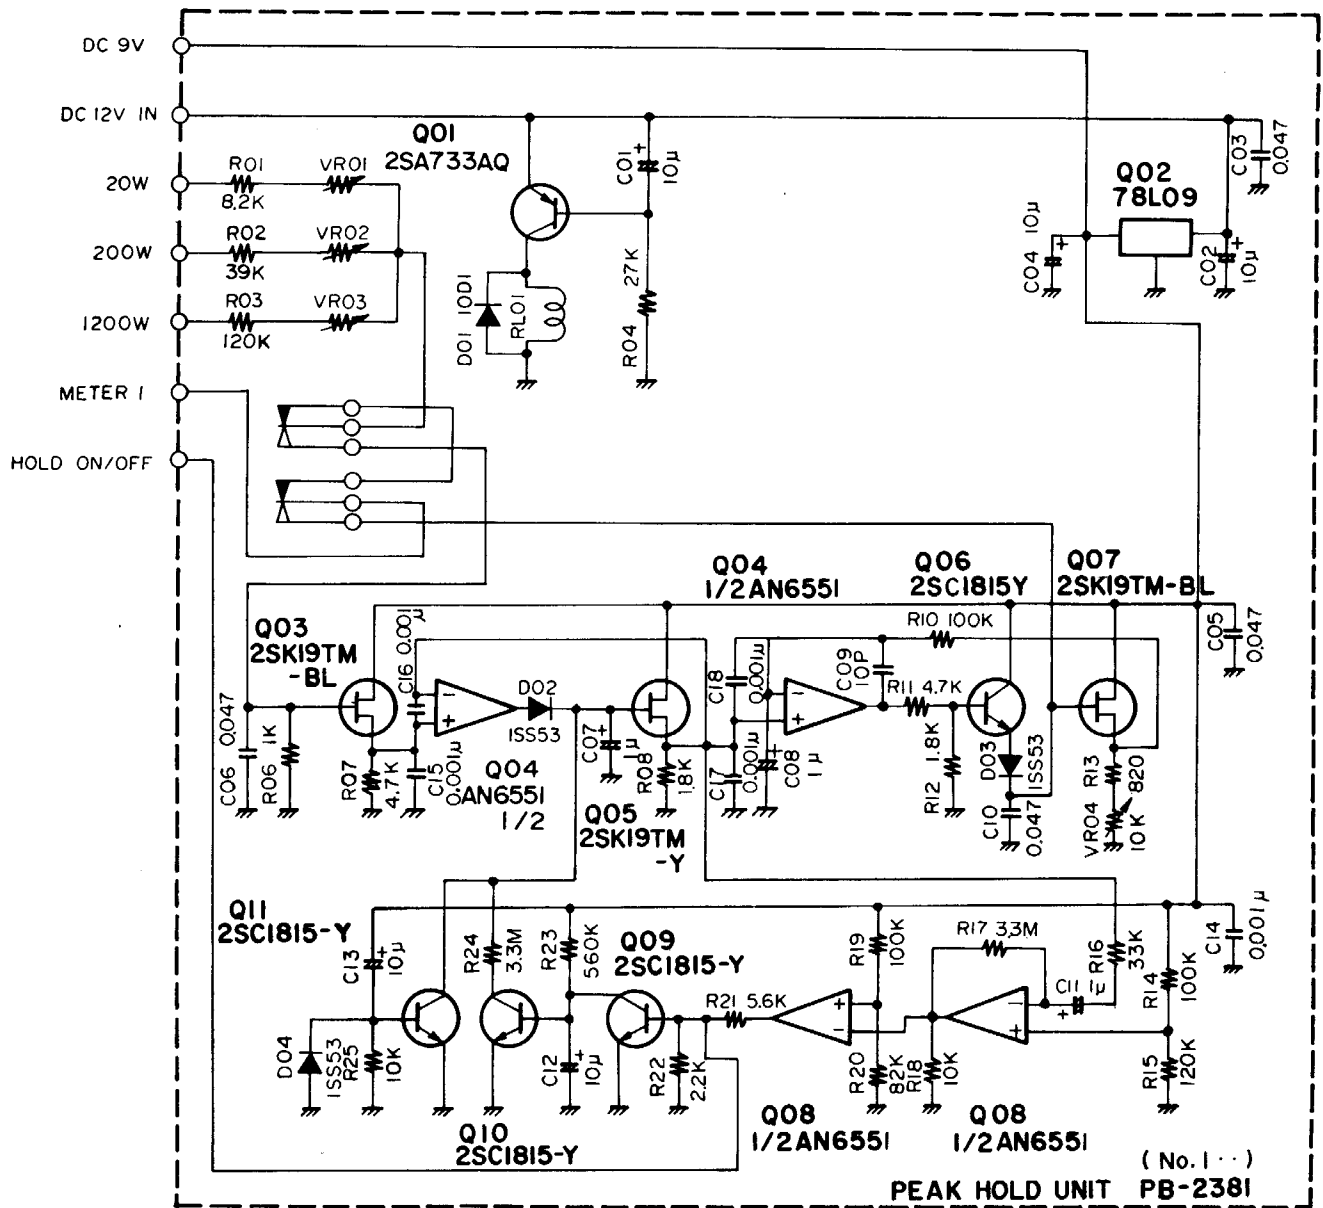 DC 9V
DC 12V IN
Q01
2SA733AQ
C01
+
10μ
C03
0.047
R01
8.2K
VR01
20W
Q02
78L09
R02
39K
VR02
200W
C04
10μ
+
C02
+
10μ
R03
120K
VR03
1200W
D01 10D1
RL01
27K
R04
METER 1
HOLD ON/OFF
Q04
1/2AN6551
Q06
2SC1815Y
Q07
2SK19TM-BL
Q03
2SK19TM
-BL
C16 0.001μ
R10 100K
C05
0.047
C18
0.001μ
C09
10P
D02
1SS53
R11 4.7K
C06 0.047
R06 1K
R07
4.7K
C15
0.001μ
Q04
AN6551
1/2
C07
+
1μ
R08
1.8K
C17
0.001μ
C08
+
1μ
R12 1.8K
D03
1SS53
C10
0.047
R13
820
VR04
10K
Q05
2SK19TM
-Y
Q11
2SC1815-Y
C13
+
10μ
R24
3.3M
R23
560K
Q09
2SC1815-Y
R19
100K
R17 3.3M
R16
33K
C14
0.001μ
R21 5.6K
C11 1μ
+
R14
100K
+
−
−
+
D04
1SS53
R25
10K
C12
+
10μ
R22
2.2K
R20
82K
R18
10K
R15
120K
Q10
2SC1815-Y
Q08
1/2AN6551
Q08
1/2AN6551
(No.1··)
PEAK HOLD UNIT PB-2381